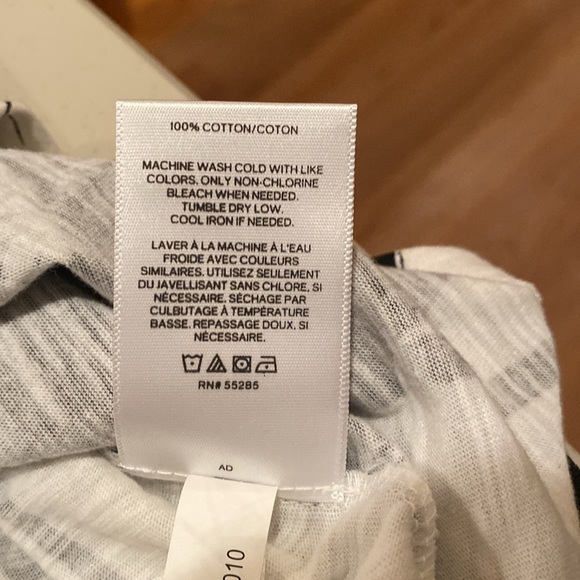 100% COTTON/COTON
MACHINE WASH COLD WITH LIKE
COLORS. ONLY NON-CHLORINE
BLEACH WHEN NEEDED.
TUMBLE DRY LOW.
COOL IRON IF NEEDED.
LAVER À LA MACHINE À L'EAU
FROIDE AVEC COULEURS
SIMILAIRES. UTILISEZ SEULEMENT
DU JAVELLISANT SANS CHLORE, SI
NÉCESSAIRE. SÉCHAGE PAR
CULBUTAGE À TEMPÉRATURE
BASSE. REPASSAGE DOUX, SI
NÉCESSAIRE.
RN# 55285
AD
010